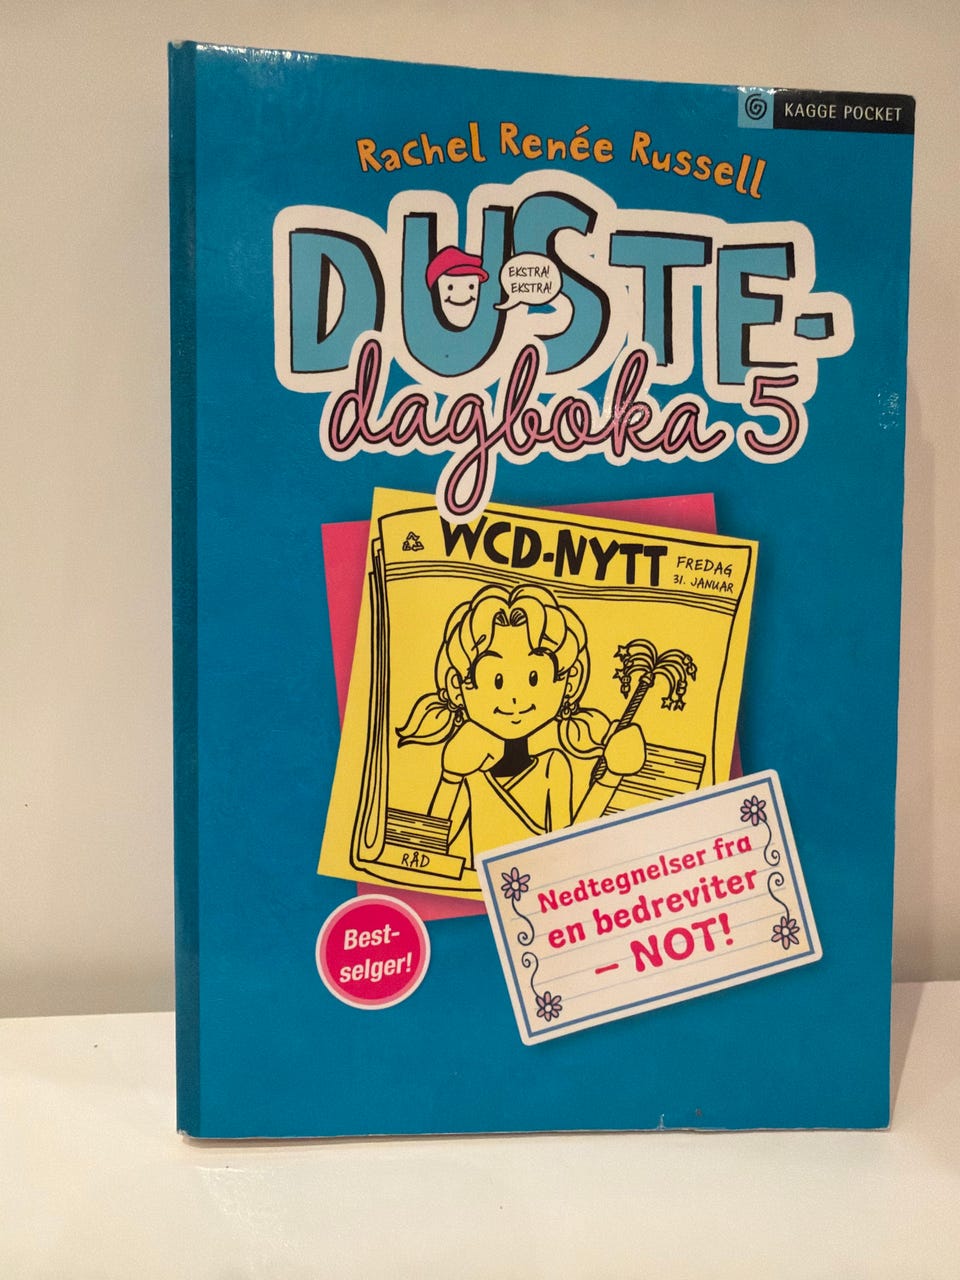 KAGGE POCKET
Rachel Renée Russell
DUSTE-
EKSTRA!
EKSTRA!
dagboka 5
WCD-NYTT
FREDAG
31. JANUAR
RÅD
Nedtegnelser fra
en bedreviter
– NOT!
Best-
selger!